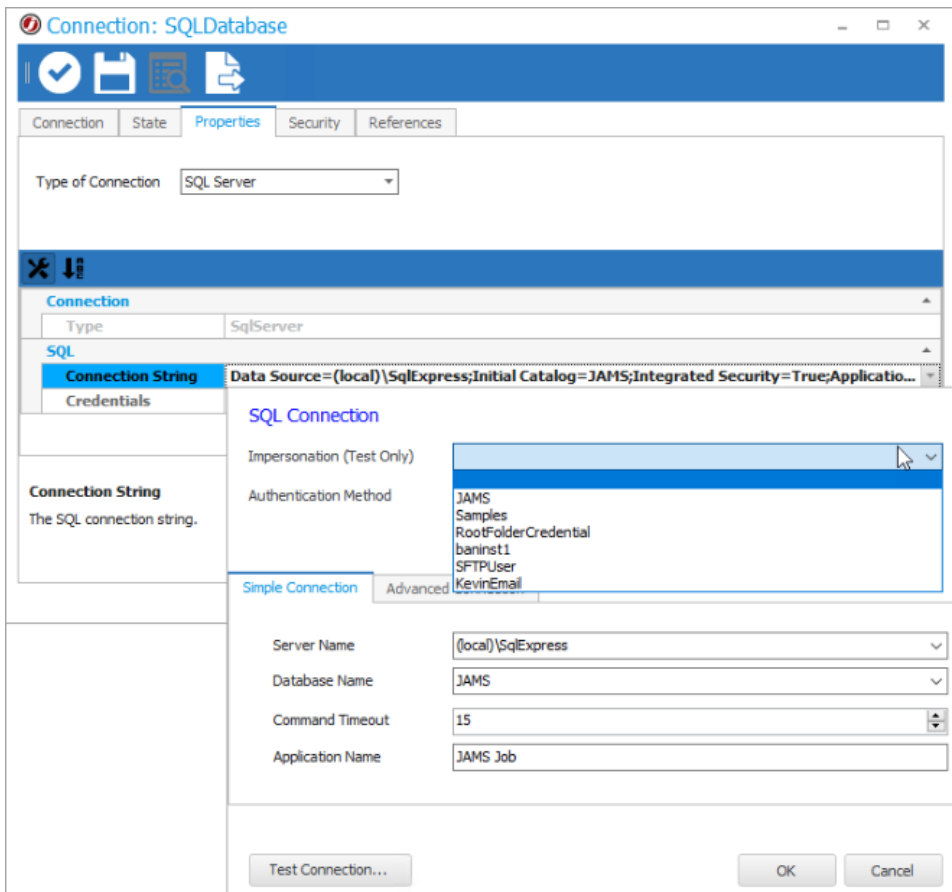 Connection: SQLDatabase
Connection State Properties Security References
Type of Connection SQL Server
Connection
Type SqlServer
SQL
Connection String Data Source=(local)\SqlExpress;Initial Catalog=JAMS;Integrated Security=True;Applicatio...
Credentials
SQL Connection
Impersonation (Test Only)
Connection String
The SQL connection string.
Authentication Method
JAMS
Samples
RootFolderCredential
baninst1
SFTPUser
KevinEmail
Simple Connection Advanced
Server Name (local)\SqlExpress
Database Name JAMS
Command Timeout 15
Application Name JAMS Job
Test Connection... OK Cancel